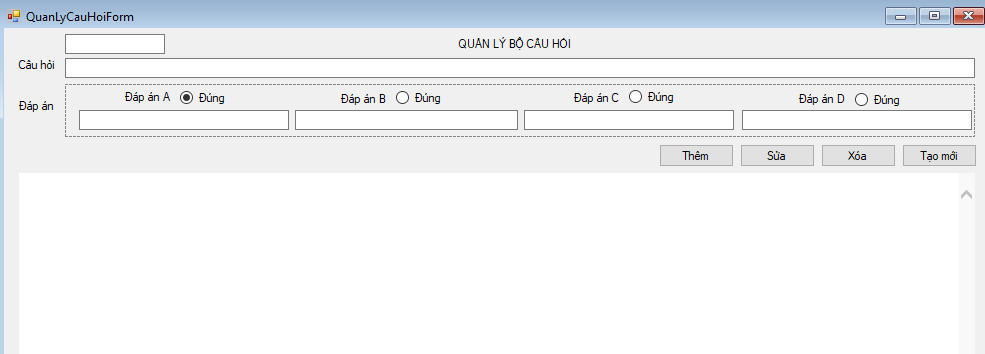 QuanLyCauHoiForm
QUẢN LÝ BỘ CÂU HỎI
Câu hỏi
Đáp án
Đáp án A Đúng
Đáp án B Đúng
Đáp án C Đúng
Đáp án D Đúng
Thêm
Sửa
Xóa
Tạo mới